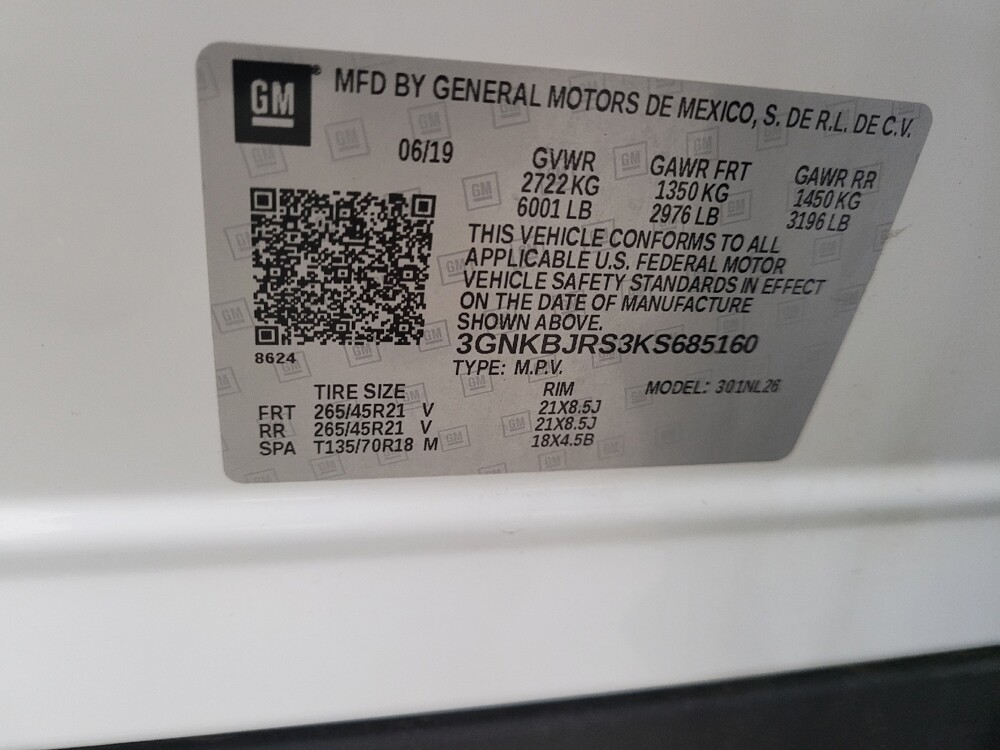 GM® MFD BY GENERAL MOTORS DE MEXICO, S. DE R.L. DE C.V.
06/19
GVWR GAWR FRT GAWR RR
2722 KG 1350 KG 1450 KG
6001 LB 2976 LB 3196 LB
THIS VEHICLE CONFORMS TO ALL
APPLICABLE U.S. FEDERAL MOTOR
VEHICLE SAFETY STANDARDS IN EFFECT
ON THE DATE OF MANUFACTURE
SHOWN ABOVE.
3GNKBJRS3KS685160
8624
TYPE: M.P.V. MODEL: 301NL26
TIRE SIZE RIM
FRT 265/45R21 V 21X8.5J
RR 265/45R21 V 21X8.5J
SPA T135/70R18 M 18X4.5B